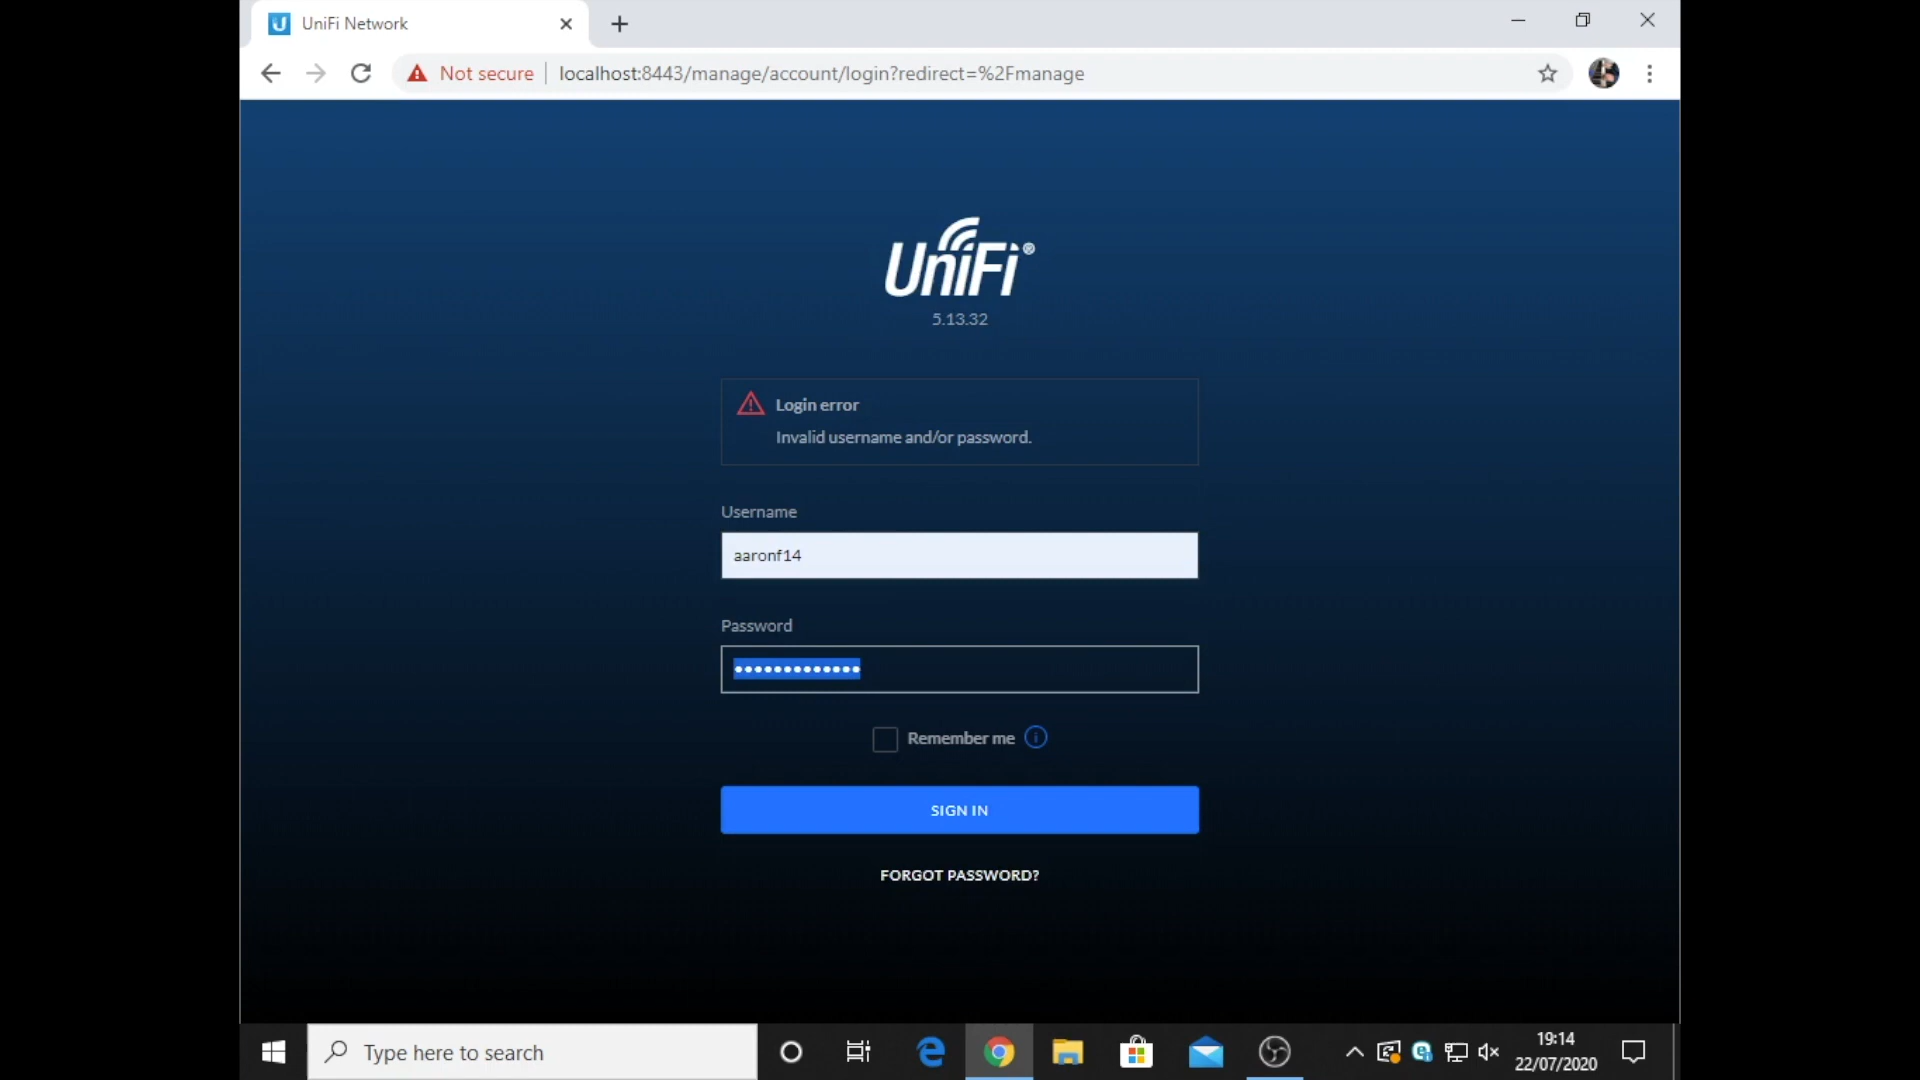 UniFi Network
Not secure
localhost:8443/manage/account/login?redirect=%2Fmanage
UniFi®
5.13.32
Login error
Invalid username and/or password.
Username
aaronf14
Password
•••••••••••••
Remember me
SIGN IN
FORGOT PASSWORD?
Type here to search
19:14
22/07/2020